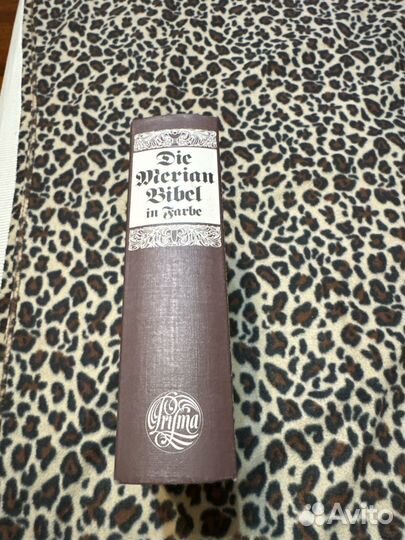 Die
Merian
Bibel
in Farbe
Prisma
Avito